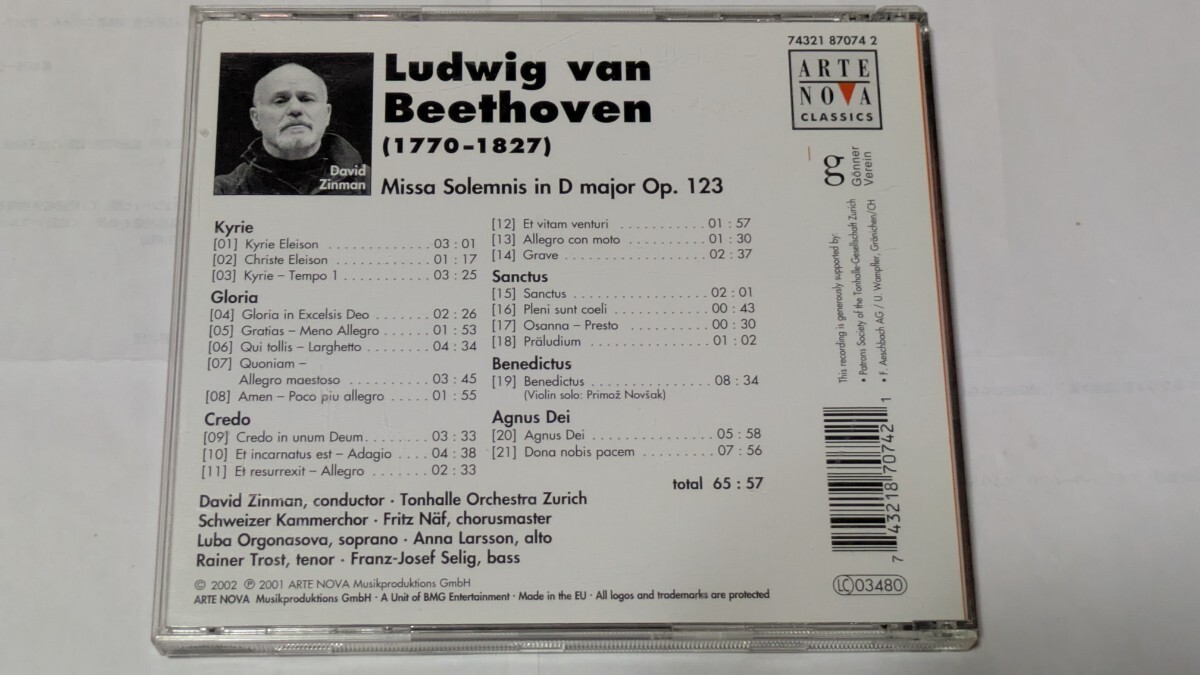 74321 87074 2
ARTE
NOVA
CLASSICS
Ludwig van
Beethoven
(1770-1827)
David
Zinman
Missa Solemnis in D major Op. 123
Kyrie
[01] Kyrie Eleison .............. 03 : 01
[02] Christe Eleison ............ 01 : 17
[03] Kyrie – Tempo 1 ............ 03 : 25
Gloria
[04] Gloria in Excelsis Deo ....... 02 : 26
[05] Gratias – Meno Allegro ..... 01 : 53
[06] Qui tollis – Larghetto ....... 04 : 34
[07] Quoniam –
Allegro maestoso .......... 03 : 45
[08] Amen – Poco piu allegro ..... 01 : 55
Credo
[09] Credo in unum Deum........ 03 : 33
[10] Et incarnatus est – Adagio .... 04 : 38
[11] Et resurrexit – Allegro ....... 02 : 33
[12] Et vitam venturi ........... 01 : 57
[13] Allegro con moto .......... 01 : 30
[14] Grave .................. 02 : 37
Sanctus
[15] Sanctus ................. 02 : 01
[16] Pleni sunt coeli ............ 00 : 43
[17] Osanna – Presto .......... 00 : 30
[18] Präludium ............... 01 : 02
Benedictus
[19] Benedictus ............... 08 : 34
(Violin solo: Primož Novšak)
Agnus Dei
[20] Agnus Dei ............... 05 : 58
[21] Dona nobis pacem ......... 07 : 56
total 65 : 57
David Zinman, conductor · Tonhalle Orchestra Zurich
Schweizer Kammerchor · Fritz Näf, chorusmaster
Luba Orgonasova, soprano · Anna Larsson, alto
Rainer Trost, tenor · Franz-Josef Selig, bass
© 2002 ℗ 2001 ARTE NOVA Musikproduktions GmbH
ARTE NOVA Musikproduktions GmbH · A Unit of BMG Entertainment · Made in the EU · All logos and trademarks are protected
g
Gönner
Verein
This recording is generously supported by:
• Patrons Society of the Tonhalle-Gesellschaft Zurich
• F. Aeschbach AG / U. Wampfler, Gränichen/CH
7 43218 70742 1
LC 03480